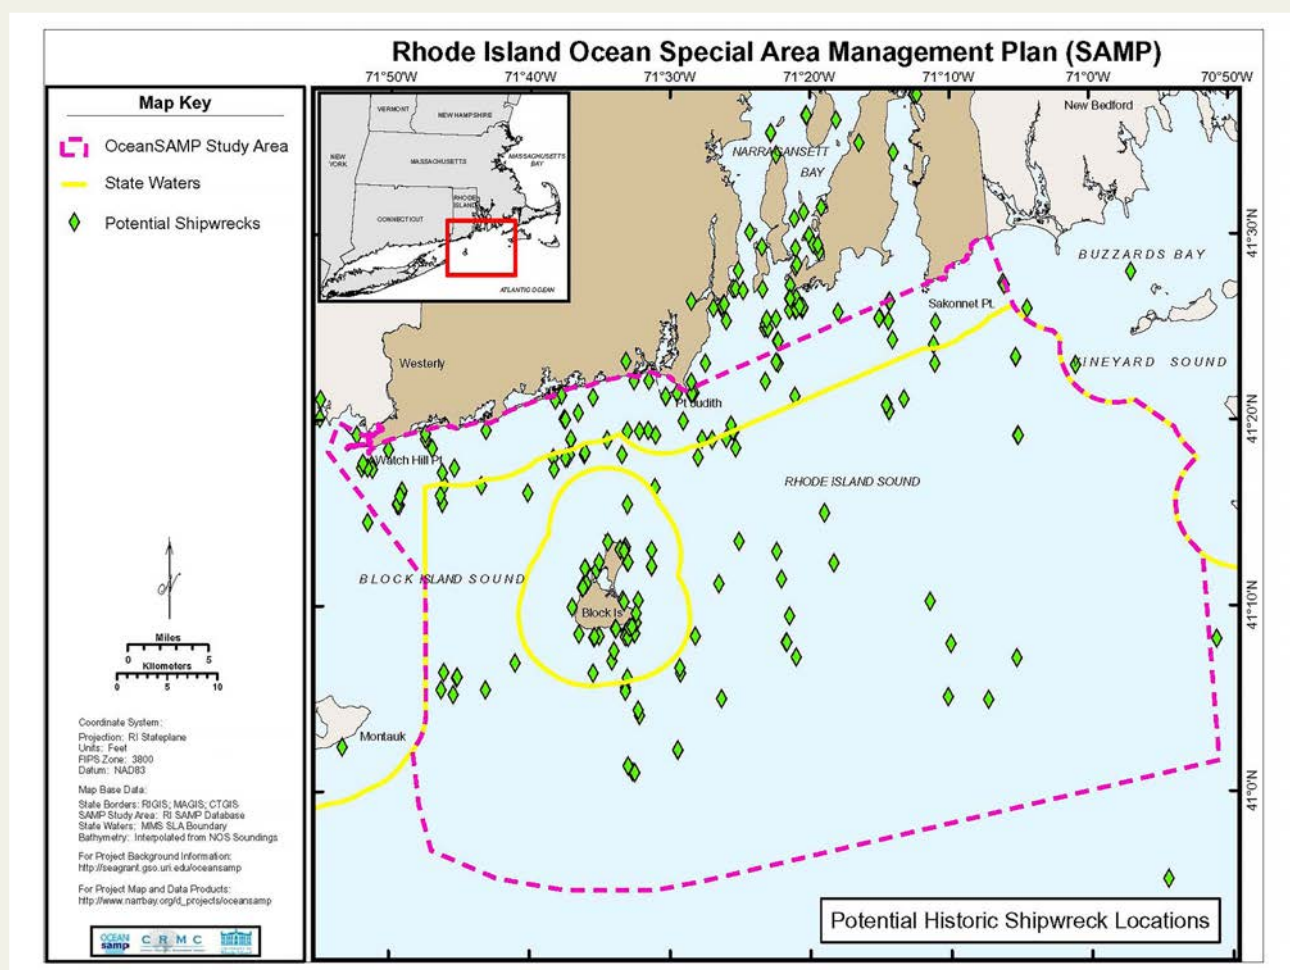 Rhode Island Ocean Special Area Management Plan (SAMP)
71°50'W 71°40'W 71°30'W 71°20'W 71°10'W 71°0'W 70°50'W
Map Key
OceanSAMP Study Area
State Waters
Potential Shipwrecks
Miles
0 5
Kilometers
0 5 10
Coordinate System:
Projection: RI Stateplane
Units: Feet
FIPS Zone: 3800
Datum: NAD83
Map Base Data:
State Borders: RIGIS; MAGIS; CTGIS
SAMP Study Area: RI SAMP Database
State Waters: MMS SLA Boundary
Bathymetry: Interpolated from NOS Soundings
For Project Background Information:
http://seagrant.gso.uri.edu/oceansamp
For Project Map and Data Products:
http://www.narrbay.org/d_projects/oceansamp
OCEAN
samp
CRMC
VERMONT
NEW HAMPSHIRE
NEW
YORK
MASSACHUSETTS
MASSACHUSETTS
BAY
RHODE
ISLAND
CONNECTICUT
ATLANTIC OCEAN
New Bedford
NARRAGANSETT
BAY
BUZZARDS BAY
Sakonnet Pt.
VINEYARD SOUND
Westerly
Pt Judith
Watch Hill Pt.
RHODE ISLAND SOUND
BLOCK ISLAND SOUND
Block Is
Montauk
41°30'N
41°20'N
41°10'N
41°0'N
Potential Historic Shipwreck Locations